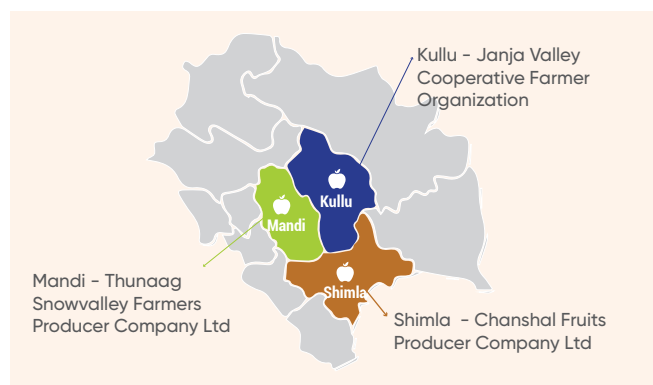 Kullu - Janja Valley
Cooperative Farmer
Organization
Kullu
Mandi
Shimla
Mandi - Thunaag
Snowvalley Farmers
Producer Company Ltd
Shimla - Chanshal Fruits
Producer Company Ltd